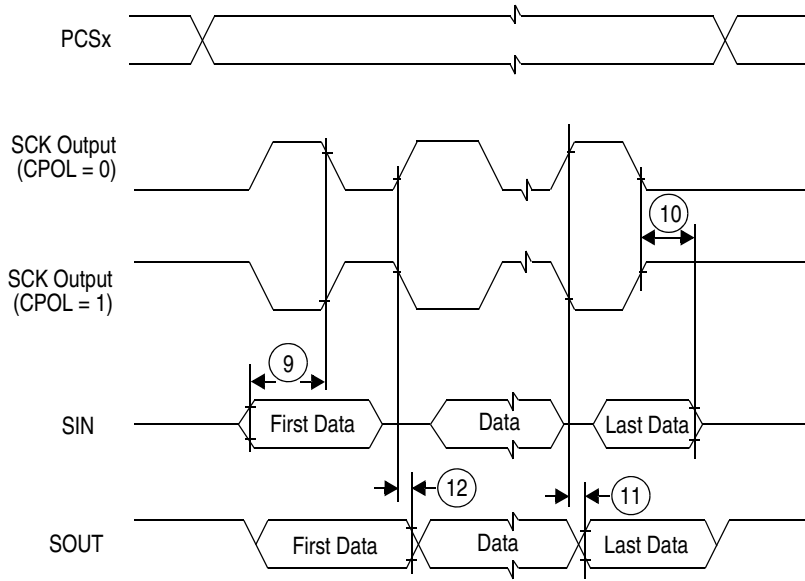 PCSx
SCK Output
(CPOL = 0)
10
SCK Output
(CPOL = 1)
9
SIN
First Data
Data
Last Data
12
11
SOUT
First Data
Data
Last Data